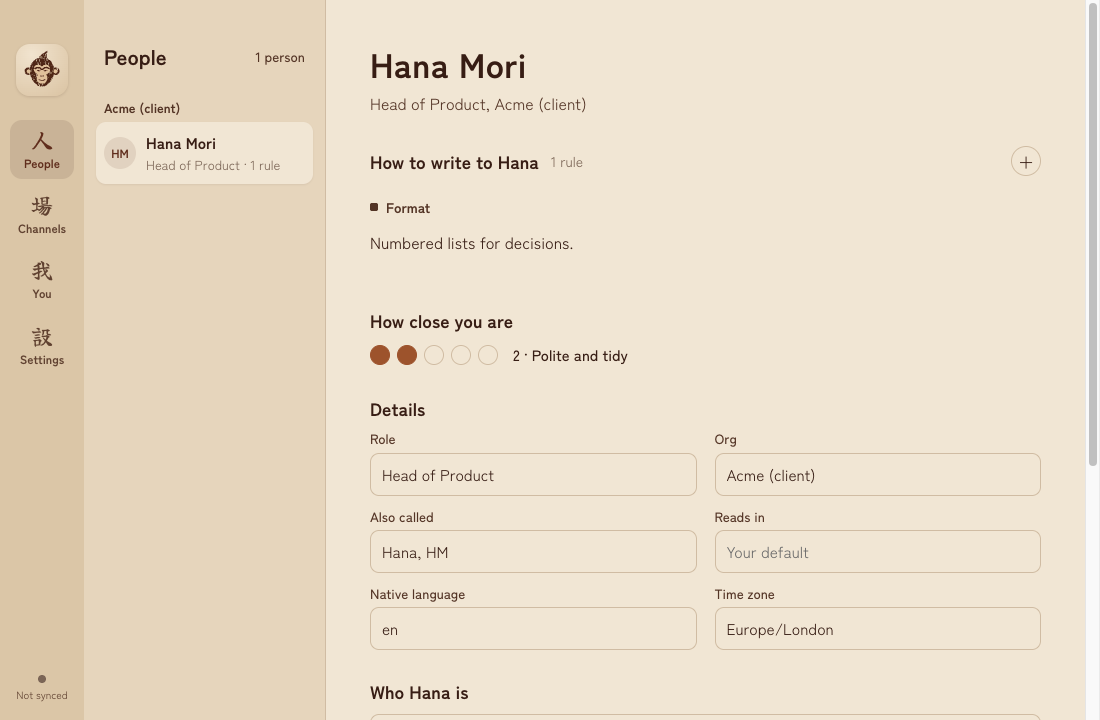 人
People
場
Channels
我
You
設
Settings
Not synced
People
1 person
Acme (client)
HM
Hana Mori
Head of Product · 1 rule
Hana Mori
Head of Product, Acme (client)
How to write to Hana
1 rule
+
Format
Numbered lists for decisions.
How close you are
2 · Polite and tidy
Details
Role
Org
Head of Product
Acme (client)
Also called
Reads in
Hana, HM
Your default
Native language
Time zone
en
Europe/London
Who Hana is